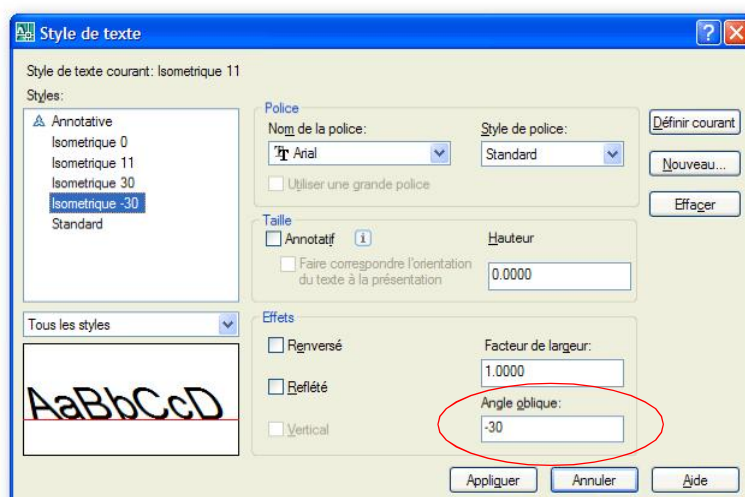 Style de texte
Style de texte courant: Isometrique 11
Styles:
Annotative
Isometrique 0
Isometrique 11
Isometrique 30
Isometrique -30
Standard
Tous les styles
AaBbCcD
Police
Nom de la police:
Arial
Utiliser une grande police
Style de police:
Standard
Taille
Annotatif
Faire correspondre l'orientation
du texte à la présentation
Hauteur
0.0000
Effets
Renversé
Reflété
Vertical
Facteur de largeur:
1.0000
Angle oblique:
-30
Définir courant
Nouveau...
Effacer
Appliquer
Annuler
Aide